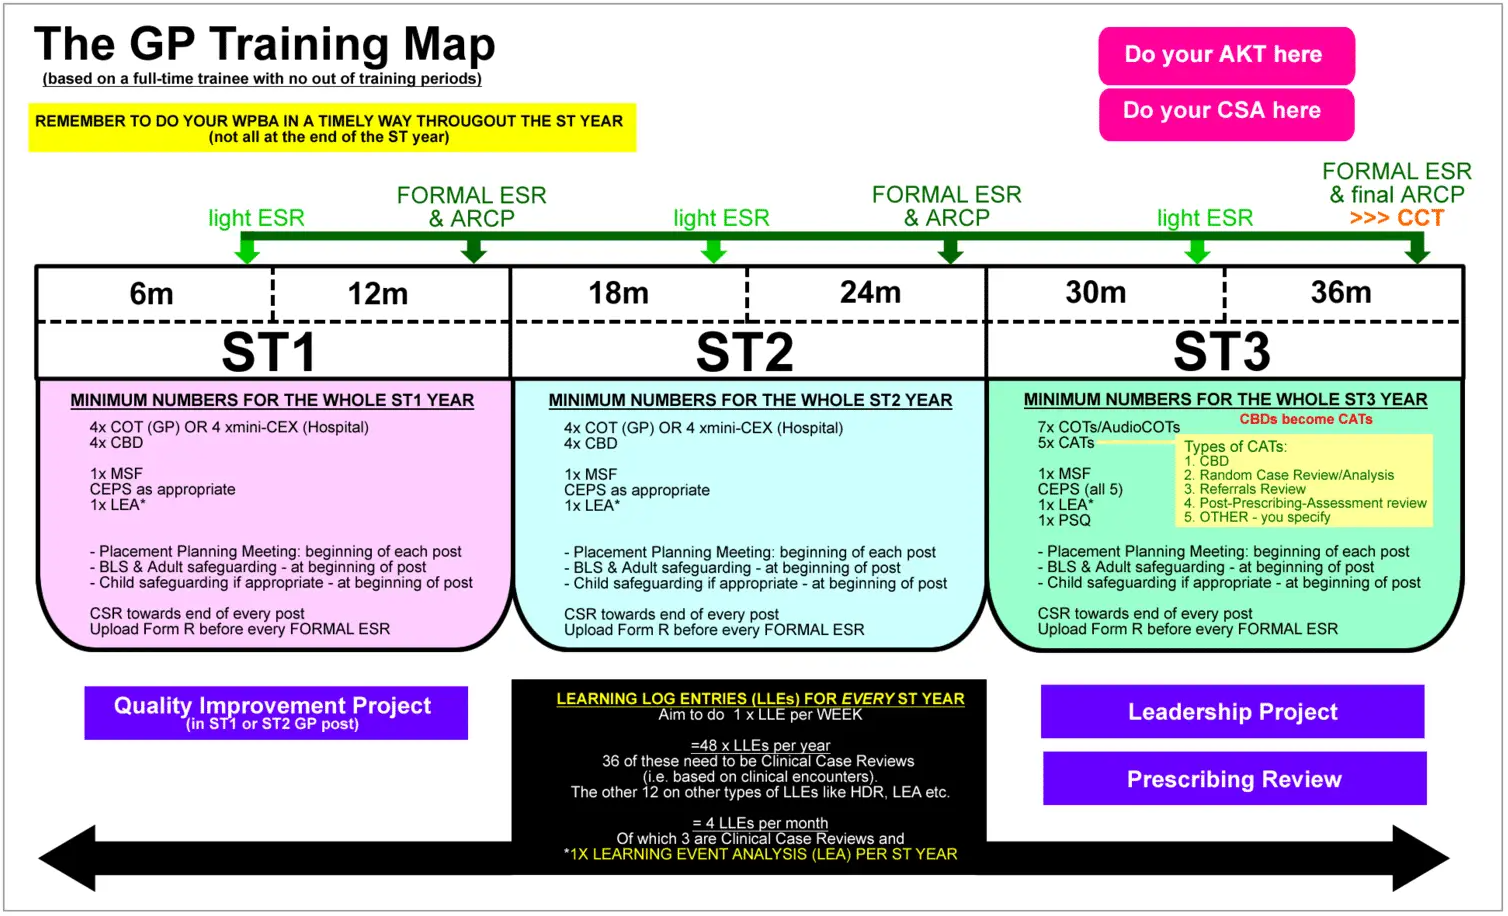 The GP Training Map
(based on a full-time trainee with no out of training periods)
REMEMBER TO DO YOUR WPBA IN A TIMELY WAY THROUGOUT THE ST YEAR
(not all at the end of the ST year)
Do your AKT here
Do your CSA here
light ESR
FORMAL ESR
& ARCP
light ESR
FORMAL ESR
& ARCP
light ESR
FORMAL ESR
& final ARCP
>>> CCT
6m
12m
18m
24m
30m
36m
ST1
ST2
ST3
MINIMUM NUMBERS FOR THE WHOLE ST1 YEAR
4x COT (GP) OR 4 xmini-CEX (Hospital)
4x CBD
1x MSF
CEPS as appropriate
1x LEA*
- Placement Planning Meeting: beginning of each post
- BLS & Adult safeguarding - at beginning of post
- Child safeguarding if appropriate - at beginning of post
CSR towards end of every post
Upload Form R before every FORMAL ESR
MINIMUM NUMBERS FOR THE WHOLE ST2 YEAR
4x COT (GP) OR 4 xmini-CEX (Hospital)
4x CBD
1x MSF
CEPS as appropriate
1x LEA*
- Placement Planning Meeting: beginning of each post
- BLS & Adult safeguarding - at beginning of post
- Child safeguarding if appropriate - at beginning of post
CSR towards end of every post
Upload Form R before every FORMAL ESR
MINIMUM NUMBERS FOR THE WHOLE ST3 YEAR
CBDs become CATs
7x COTs/AudioCOTs
5x CATs
Types of CATs:
1. CBD
2. Random Case Review/Analysis
3. Referrals Review
4. Post-Prescribing-Assessment review
5. OTHER - you specify
1x MSF
CEPS (all 5)
1x LEA*
1x PSQ
- Placement Planning Meeting: beginning of each post
- BLS & Adult safeguarding - at beginning of post
- Child safeguarding if appropriate - at beginning of post
CSR towards end of every post
Upload Form R before every FORMAL ESR
Quality Improvement Project
(in ST1 or ST2 GP post)
LEARNING LOG ENTRIES (LLEs) FOR EVERY ST YEAR
Aim to do 1 x LLE per WEEK
=48 x LLEs per year
36 of these need to be Clinical Case Reviews
(i.e. based on clinical encounters).
The other 12 on other types of LLEs like HDR, LEA etc.
= 4 LLEs per month
Of which 3 are Clinical Case Reviews and
*1X LEARNING EVENT ANALYSIS (LEA) PER ST YEAR
Leadership Project
Prescribing Review